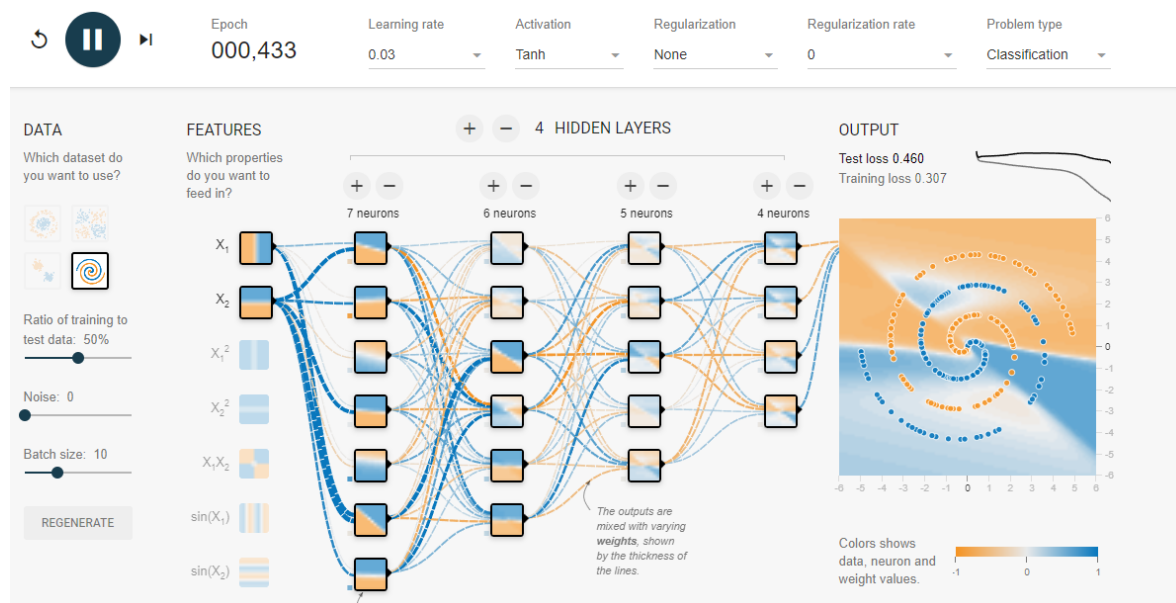 Epoch
000,433
Learning rate
0.03
Activation
Tanh
Regularization
None
Regularization rate
0
Problem type
Classification
DATA
Which dataset do
you want to use?
Ratio of training to
test data: 50%
Noise: 0
Batch size: 10
REGENERATE
FEATURES
Which properties
do you want to
feed in?
X₁
X₂
X₁²
X₂²
X₁X₂
sin(X₁)
sin(X₂)
+ − 4 HIDDEN LAYERS
+ − + − + − + −
7 neurons
6 neurons
5 neurons
4 neurons
The outputs are
mixed with varying
weights, shown
by the thickness of
the lines.
OUTPUT
Test loss 0.460
Training loss 0.307
6
5
4
3
2
1
0
-1
-2
-3
-4
-5
-6
-6 -5 -4 -3 -2 -1 0 1 2 3 4 5 6
Colors shows
data, neuron and
weight values.
-1 0 1